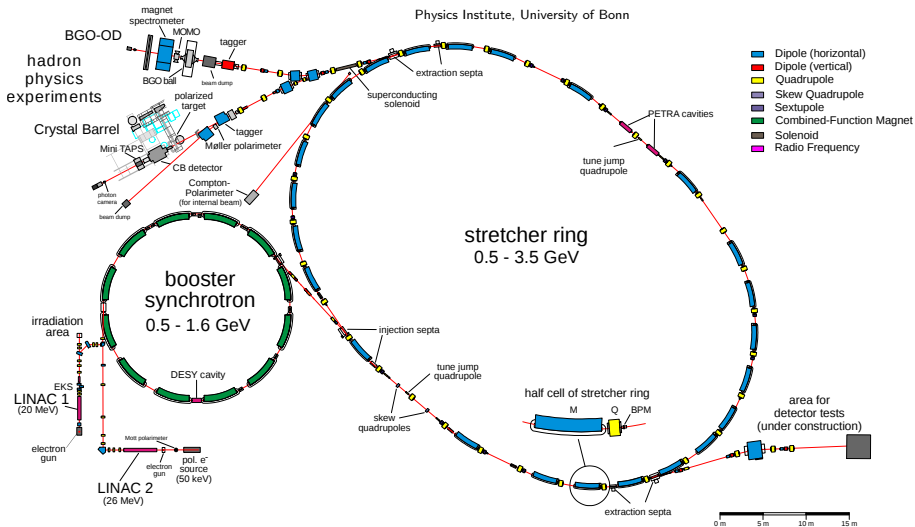 Physics Institute, University of Bonn
magnet
spectrometer
MOMO
BGO-OD
tagger
BGO ball
beam dump
hadron
physics
experiments
extraction septa
superconducting
solenoid
polarized
target
Crystal Barrel
tagger
Møller polarimeter
Mini TAPS
CB detector
photon
camera
beam dump
Compton-
Polarimeter
(for internal beam)
PETRA cavities
tune jump
quadrupole
Dipole (horizontal)
Dipole (vertical)
Quadrupole
Skew Quadrupole
Sextupole
Combined-Function Magnet
Solenoid
Radio Frequency
stretcher ring
0.5 - 3.5 GeV
booster
synchrotron
0.5 - 1.6 GeV
irradiation
area
injection septa
DESY cavity
tune jump
quadrupole
skew
quadrupoles
EKS
LINAC 1
(20 MeV)
electron
gun
Mott polarimeter
electron
gun
pol. e⁻
source
(50 keV)
LINAC 2
(26 MeV)
half cell of stretcher ring
M
Q
BPM
area for
detector tests
(under construction)
extraction septa
0 m
5 m
10 m
15 m